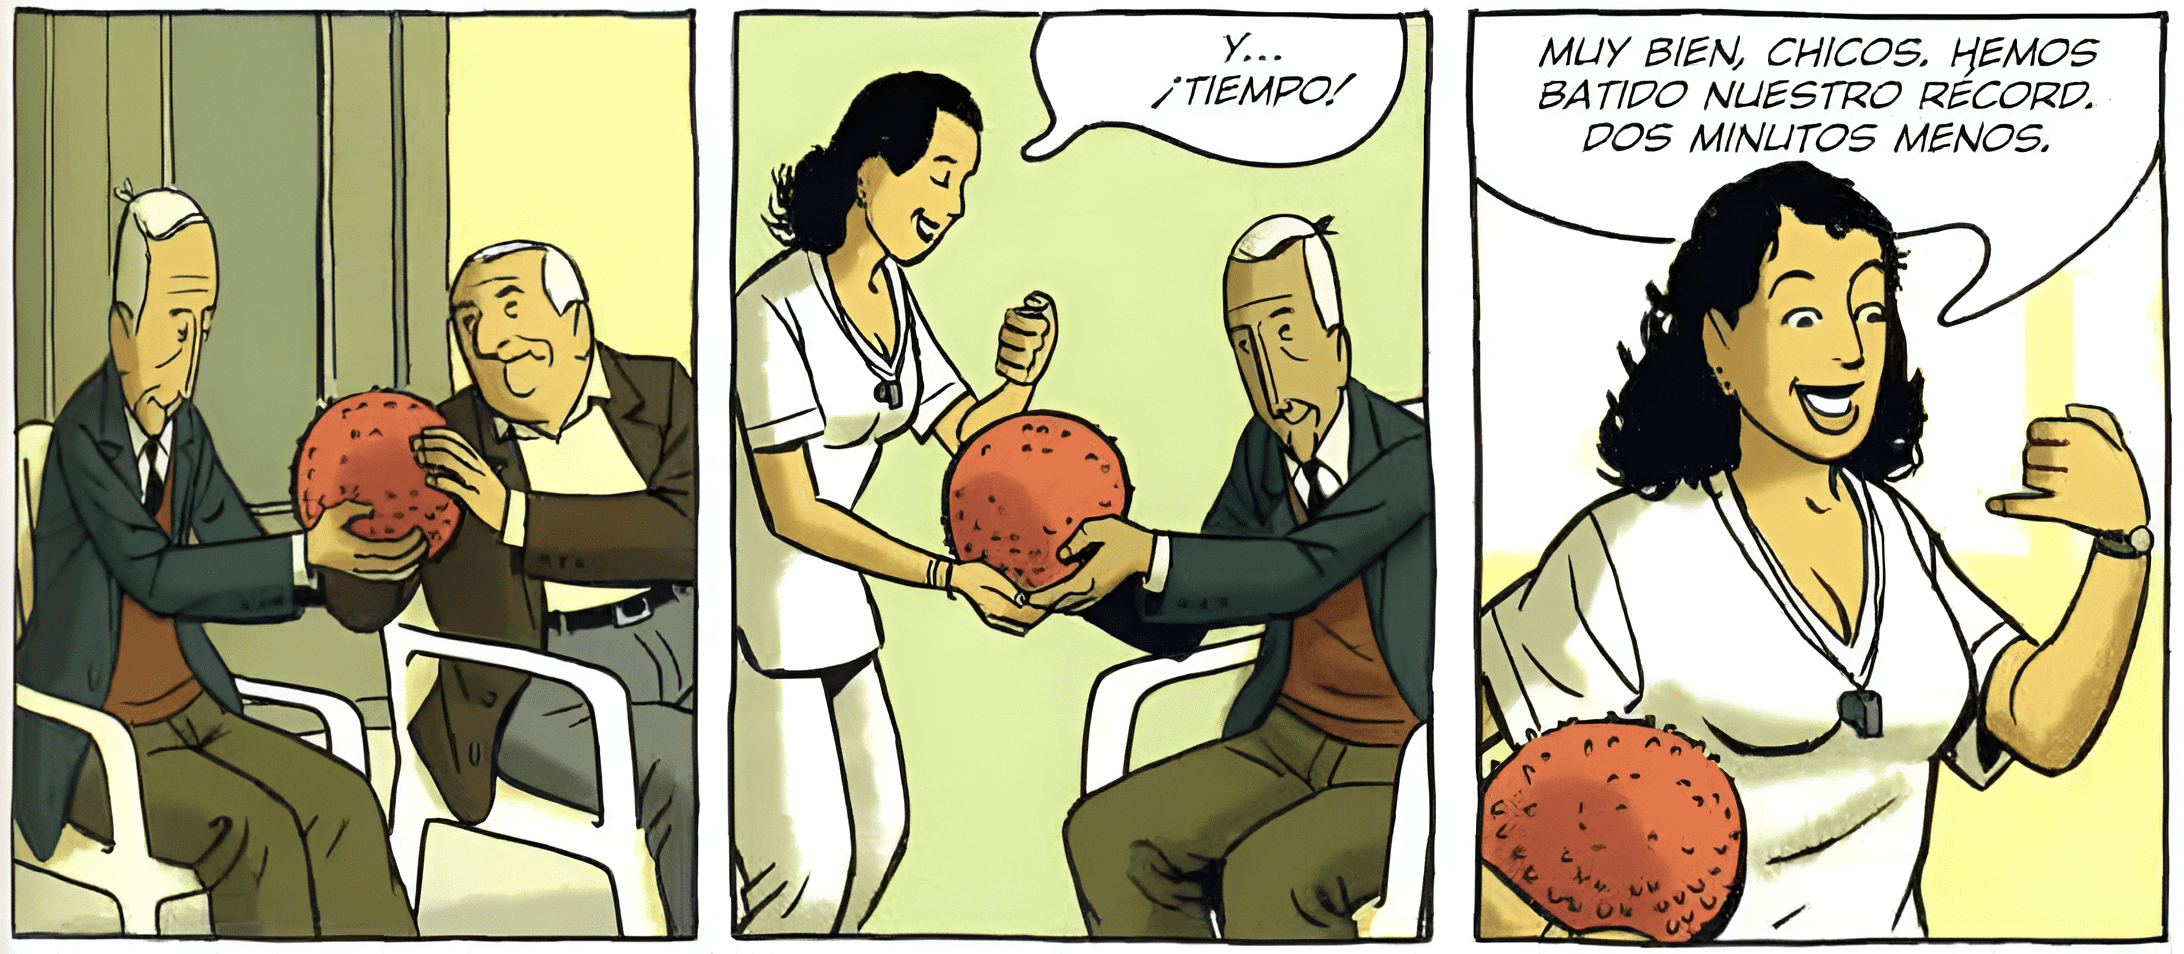 Y...
¡TIEMPO!
MUY BIEN, CHICOS. HEMOS
BATIDO NUESTRO RÉCORD.
DOS MINUTOS MENOS.